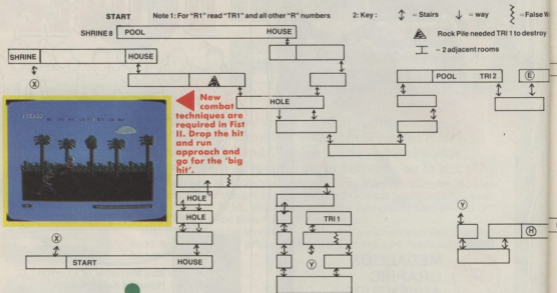 START Note 1: For "R1" read "TR1" and all other "R" numbers 2: Key : – Stairs – way – False
SHRINE 8 POOL HOUSE
Rock Pile needed TRI 1 to destroy
– 2 adjacent rooms
SHRINE HOUSE
X
POOL TRI 2 E
HOLE
New
combat
techniques are
required in Fist
II. Drop the hit
and run
approach and
go for the 'big
hit'.
HOLE
HOLE
TRI 1
Y
X
H
START HOUSE
Y